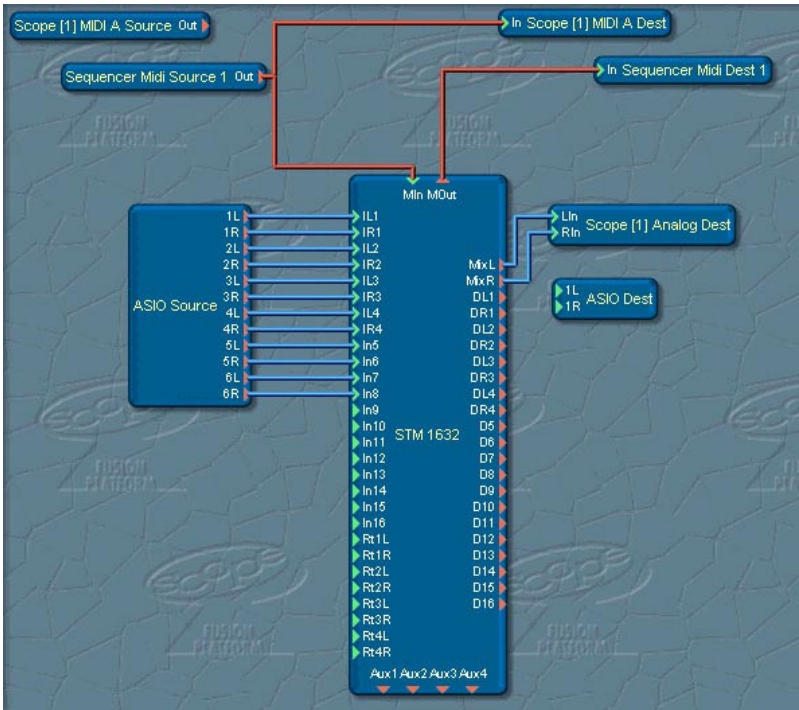 Scope [1] MIDI A Source Out
In Scope [1] MIDI A Dest
Sequencer Midi Source 1 Out
In Sequencer Midi Dest 1
MIn MOut
ASIO Source
1L
1R
2L
2R
3L
3R
4L
4R
5L
5R
6L
6R
IL1
IR1
IL2
IR2
IL3
IR3
IL4
IR4
In5
In6
In7
In8
In9
In10
In11
In12
In13
In14
In15
In16
Rt1L
Rt1R
Rt2L
Rt2R
Rt3L
Rt3R
Rt4L
Rt4R
STM 1632
MixL
MixR
DL1
DR1
DL2
DR2
DL3
DR3
DL4
DR4
D5
D6
D7
D8
D9
D10
D11
D12
D13
D14
D15
D16
Aux1 Aux2 Aux3 Aux4
LIn
RIn
Scope [1] Analog Dest
1L
1R
ASIO Dest
Scope
FUSION
PLATFORM